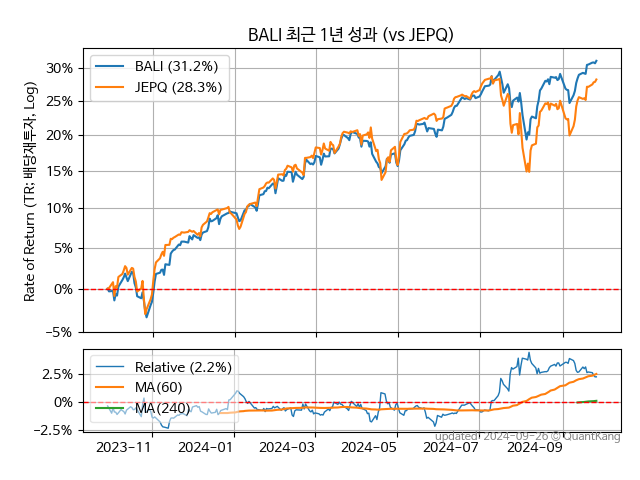 BALI 최근 1년 성과 (vs JEPQ)
Rate of Return (TR: 배당재투자, Log)
30%
25%
20%
15%
10%
5%
0%
−5%
BALI (31.2%)
JEPQ (28.3%)
2.5%
0%
−2.5%
Relative (2.2%)
MA(60)
MA(240)
2023−11
2024−01
2024−03
2024−05
2024−07
2024−09
updated: 2024-09-26 © QuantKang